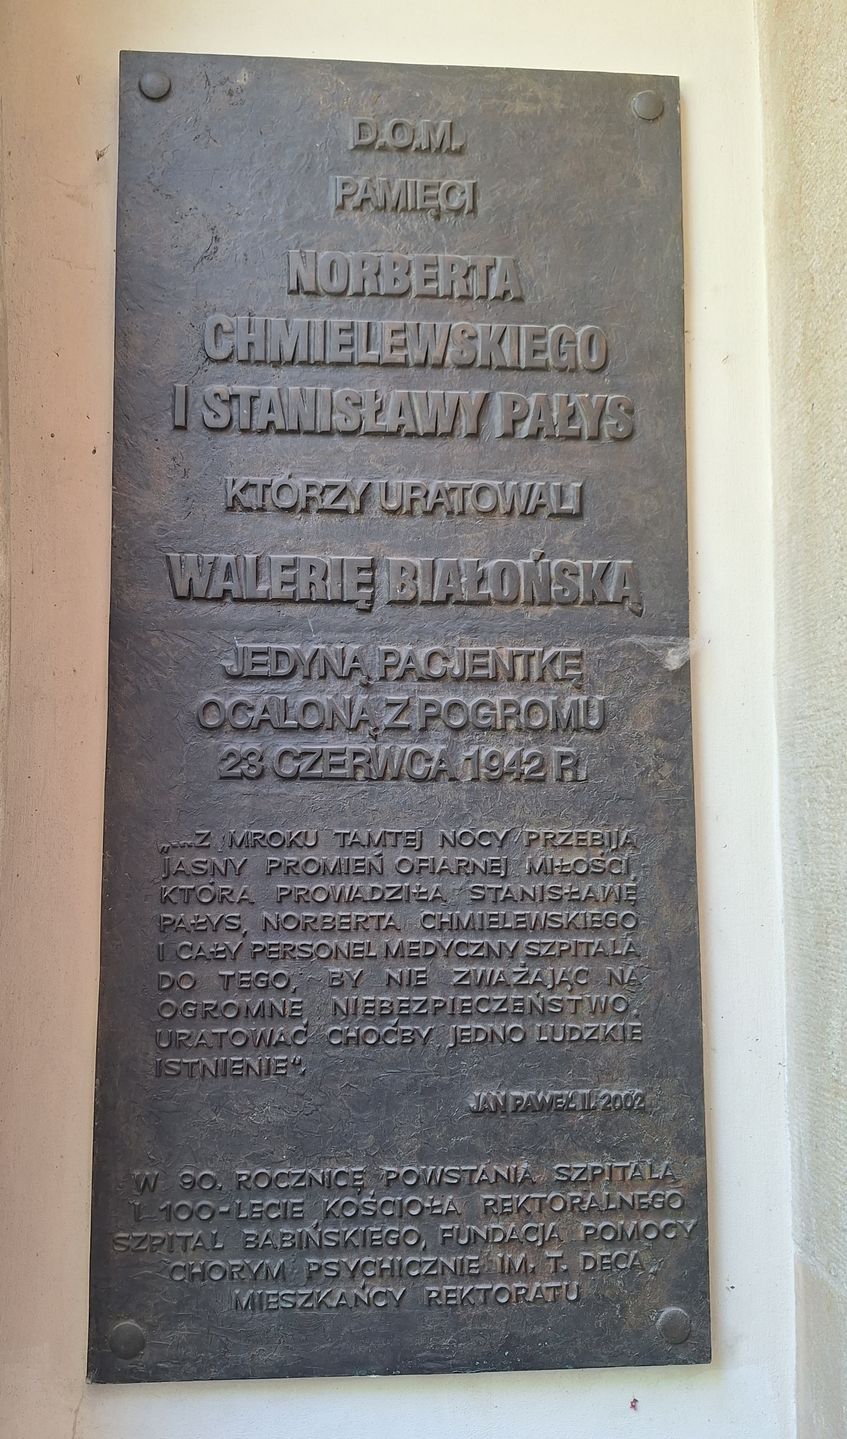 D.O.M.
PAMIĘCI
NORBERTA
CHMIELEWSKIEGO
I STANISŁAWY PAŁYS
KTÓRZY URATOWALI
WALERIĘ BIAŁOŃSKĄ
JEDYNĄ PACJENTKĘ
OCALONĄ Z POGROMU
23 CZERWCA 1942 R.
„...Z MROKU TAMTEJ NOCY PRZEBIJA
JASNY PROMIEŃ OFIARNEJ MIŁOŚCI,
KTÓRA PROWADZIŁA STANISŁAWĘ
PAŁYS, NORBERTA CHMIELEWSKIEGO
I CAŁY PERSONEL MEDYCZNY SZPITALA
DO TEGO, BY NIE ZWAŻAJĄC NA
OGROMNE NIEBEZPIECZEŃSTWO,
URATOWAĆ CHOĆBY JEDNO LUDZKIE
ISTNIENIE“.
JAN PAWEŁ II. 2002
W 90. ROCZNICĘ POWSTANIA SZPITALA
I 100-LECIE KOŚCIOŁA REKTORALNEGO
SZPITAL BABIŃSKIEGO, FUNDACJA POMOCY
CHORYM PSYCHICZNIE IM. T. DECA,
MIESZKAŃCY REKTORATU